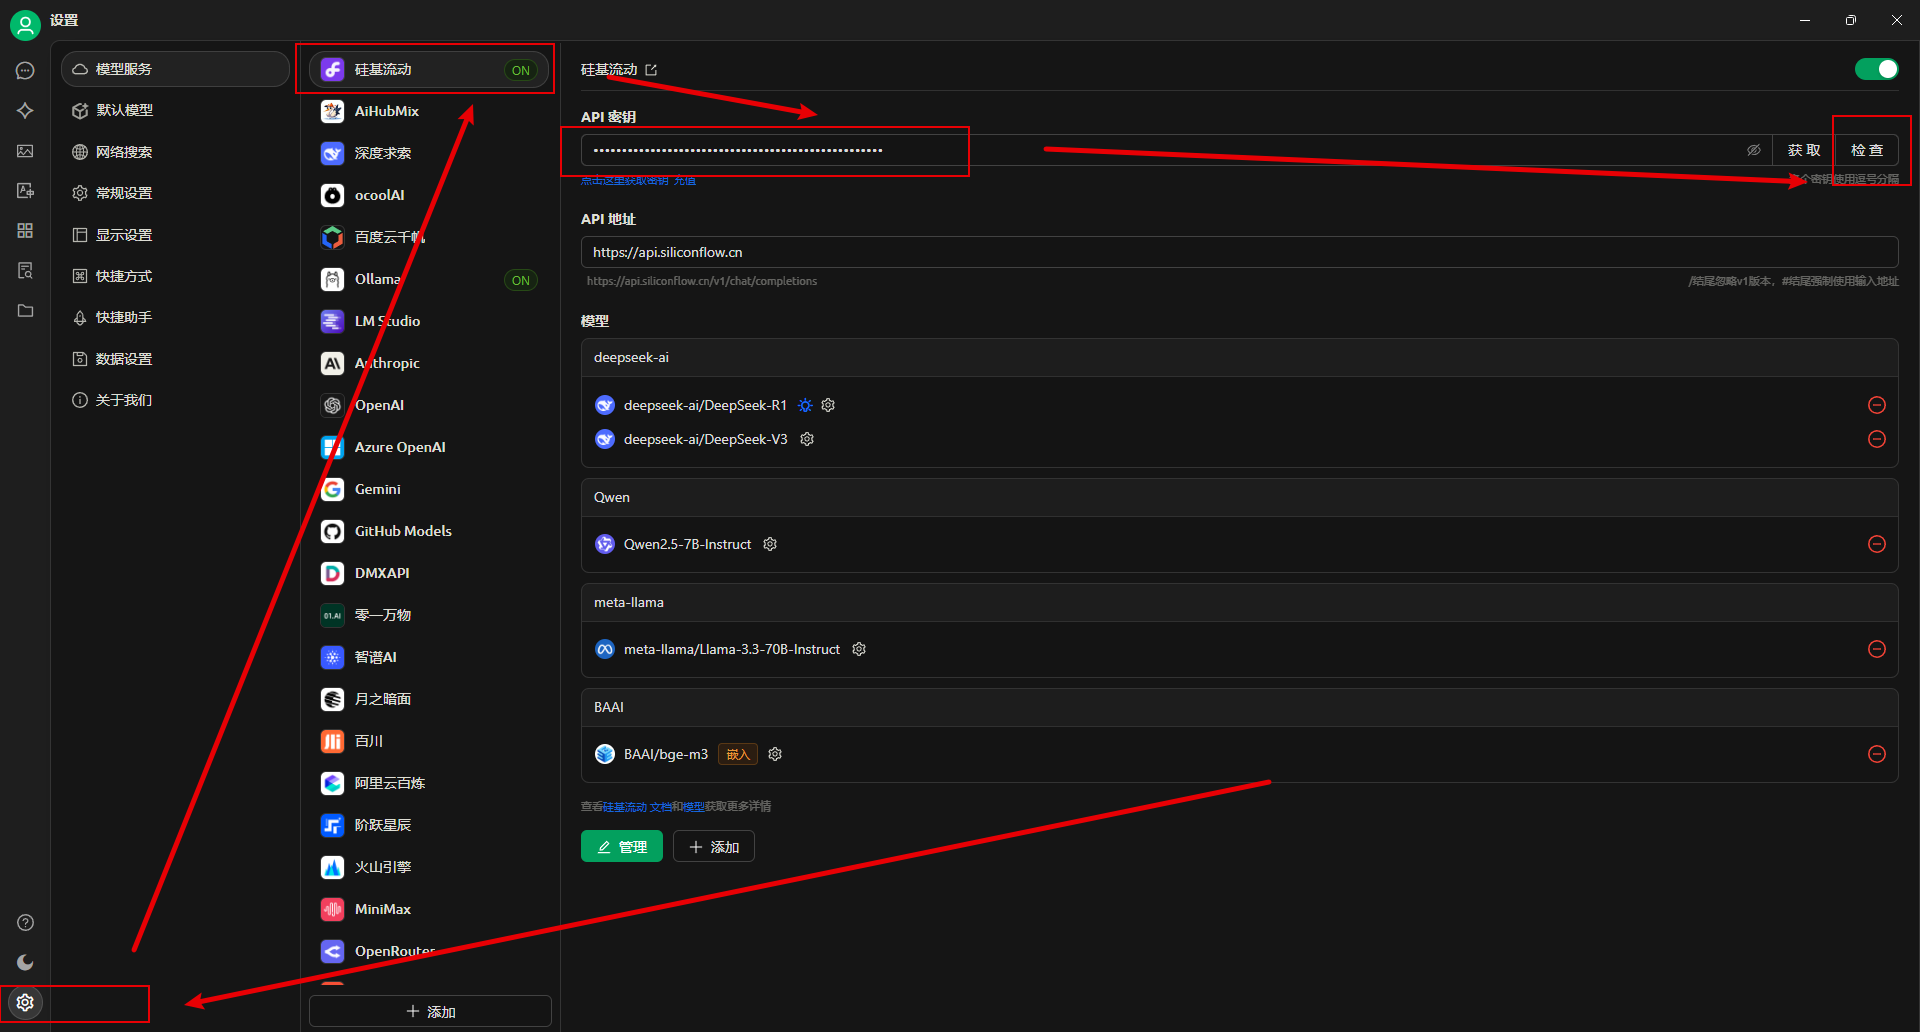 设置
模型服务
默认模型
网络搜索
常规设置
显示设置
快捷方式
快捷助手
数据设置
关于我们
硅基流动 ON
AiHubMix
深度求索
ocoolAI
百度云千帆
Ollama ON
LM Studio
Anthropic
OpenAI
Azure OpenAI
Gemini
GitHub Models
DMXAPI
01.AI 零一万物
智谱AI
月之暗面
百川
阿里云百炼
阶跃星辰
火山引擎
MiniMax
OpenRouter
添加
硅基流动
API 密钥
•••••••••••••••••••••••••••••••••••••••••••••••••••
获取 检查
点击这里获取密钥 充值
个密钥使用逗号分隔
API 地址
https://api.siliconflow.cn
https://api.siliconflow.cn/v1/chat/completions
/结尾忽略v1版本，#结尾强制使用输入地址
模型
deepseek-ai
deepseek-ai/DeepSeek-R1
deepseek-ai/DeepSeek-V3
Qwen
Qwen2.5-7B-Instruct
meta-llama
meta-llama/Llama-3.3-70B-Instruct
BAAI
BAAI/bge-m3 嵌入
查看硅基流动 文档和模型获取更多详情
管理 添加